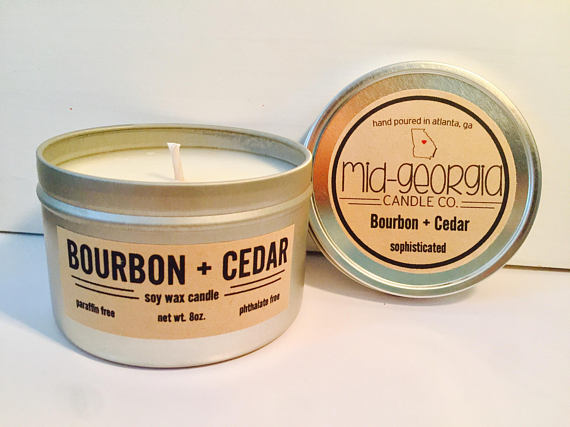 BOURBON + CEDAR
soy wax candle
paraffin free
net wt. 8oz.
phthalate free
hand poured in atlanta, ga
mid-georgia
CANDLE CO.
Bourbon + Cedar
sophisticated